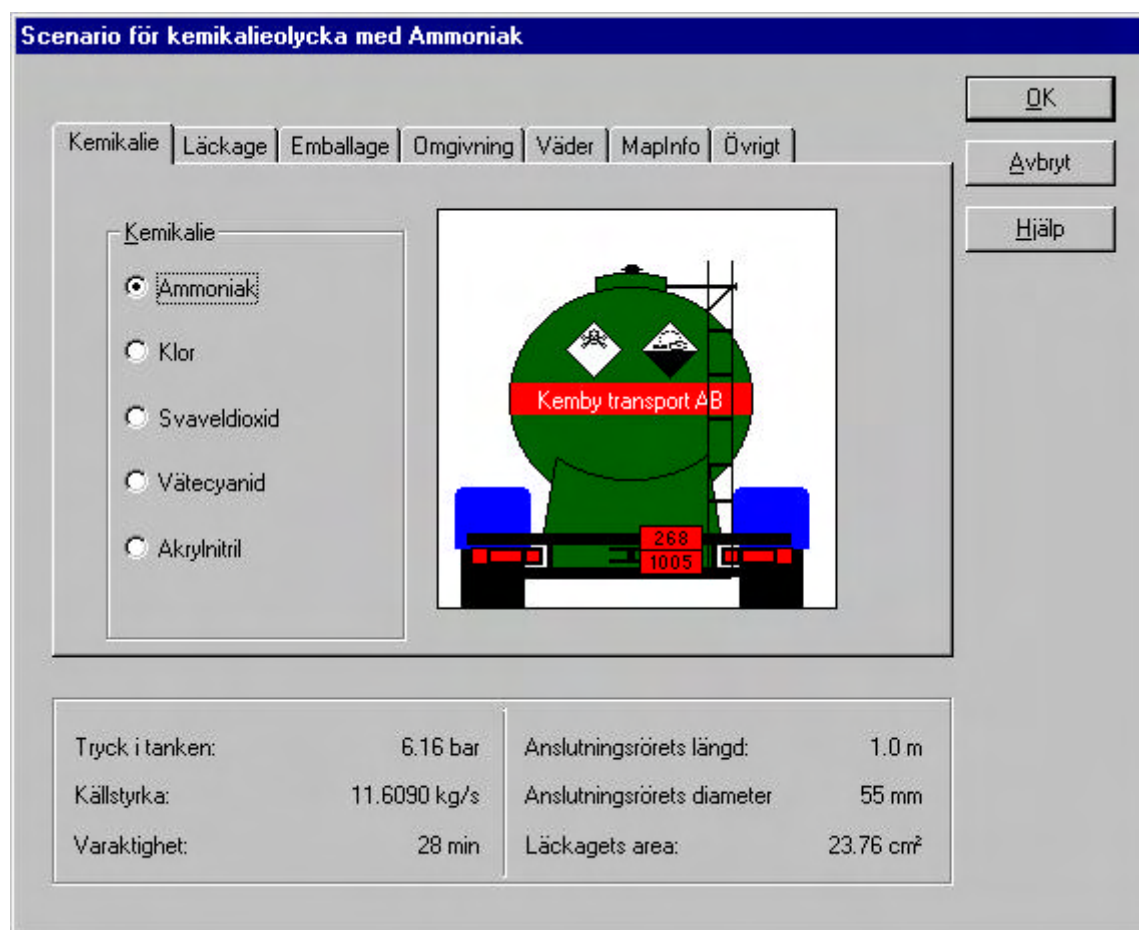 Scenario för kemikalieolycka med Ammoniak
OK
Avbryt
Hjälp
Kemikalie Läckage Emballage Omgivning Väder MapInfo Övrigt
Kemikalie
Ammoniak
Klor
Svaveldioxid
Vätecyanid
Akrylnitril
Kemby transport AB
268
1005
Tryck i tanken: 6.16 bar
Källstyrka: 11.6090 kg/s
Varaktighet: 28 min
Anslutningsrörets längd: 1.0 m
Anslutningsrörets diameter 55 mm
Läckagets area: 23.76 cm²